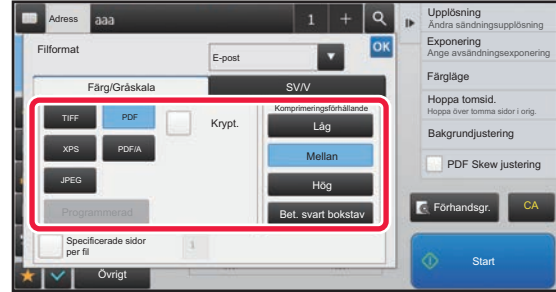 Adress
aaa
1
Filformat
E-post
OK
Färg/Gråskala
SV/V
TIFF
PDF
Krypt.
XPS
PDF/A
JPEG
Programmerad
Komprimeringsförhållande
Låg
Mellan
Hög
Bet. svart bokstav
Specificerade sidor
per fil
1
Övrigt
Upplösning
Ändra sändningsupplösning
Exponering
Ange avsändningsexponering
Färgläge
Hoppa tomsid.
Hoppa över tomma sidor i orig.
Bakgrundjustering
PDF Skew justering
Förhandsgr.
CA
Start